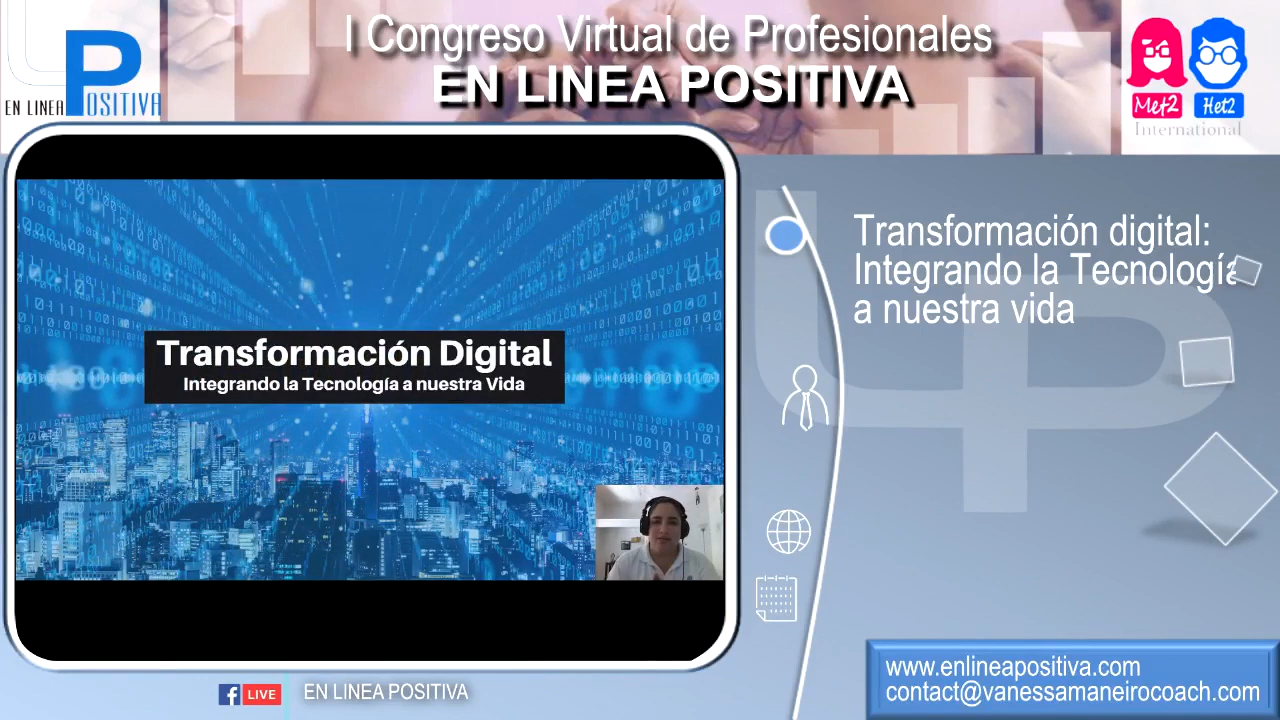 I Congreso Virtual de Profesionales
EN LINEA POSITIVA
EN LINEA POSITIVA
Met2 Het2
International
Transformación Digital
Integrando la Tecnología a nuestra Vida
Transformación digital:
Integrando la Tecnología
a nuestra vida
www.enlineapositiva.com
contact@vanessamaneirocoach.com
f LIVE EN LINEA POSITIVA